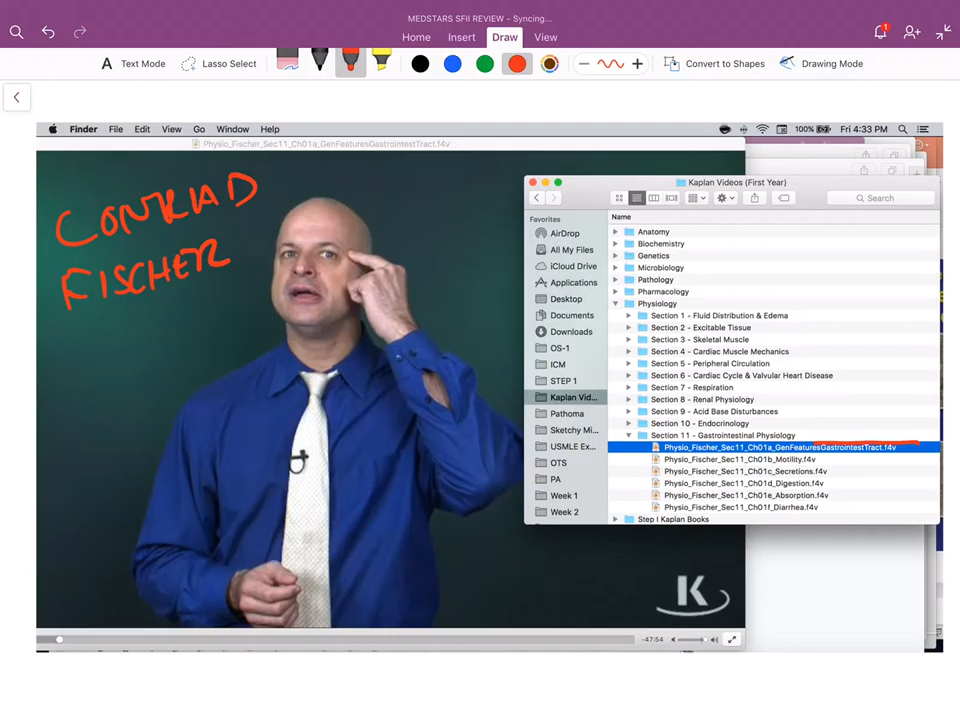 MEDSTARS SFII REVIEW - Syncing...
Home Insert Draw View
1
A Text Mode Lasso Select Convert to Shapes Drawing Mode
Finder File Edit View Go Window Help
100% Fri 4:33 PM
Physio_Fischer_Sec11_Ch01a_GenFeaturesGastrointestTract.f4v
CONRAD
FISCHER
K
-47:54
Kaplan Videos (First Year)
Search
Favorites
AirDrop
All My Files
iCloud Drive
Applications
Desktop
Documents
Downloads
OS-1
ICM
STEP 1
Kaplan Vid...
Pathoma
Sketchy Mi...
USMLE Ex...
OTS
PA
Week 1
Week 2
Name
Anatomy
Biochemistry
Genetics
Microbiology
Pathology
Pharmacology
Physiology
Section 1 - Fluid Distribution & Edema
Section 2 - Excitable Tissue
Section 3 - Skeletal Muscle
Section 4 - Cardiac Muscle Mechanics
Section 5 - Peripheral Circulation
Section 6 - Cardiac Cycle & Valvular Heart Disease
Section 7 - Respiration
Section 8 - Renal Physiology
Section 9 - Acid Base Disturbances
Section 10 - Endocrinology
Section 11 - Gastrointestinal Physiology
Physio_Fischer_Sec11_Ch01a_GenFeaturesGastrointestTract.f4v
Physio_Fischer_Sec11_Ch01b_Motility.f4v
Physio_Fischer_Sec11_Ch01c_Secretions.f4v
Physio_Fischer_Sec11_Ch01d_Digestion.f4v
Physio_Fischer_Sec11_Ch01e_Absorption.f4v
Physio_Fischer_Sec11_Ch01f_Diarrhea.f4v
Step I Kaplan Books